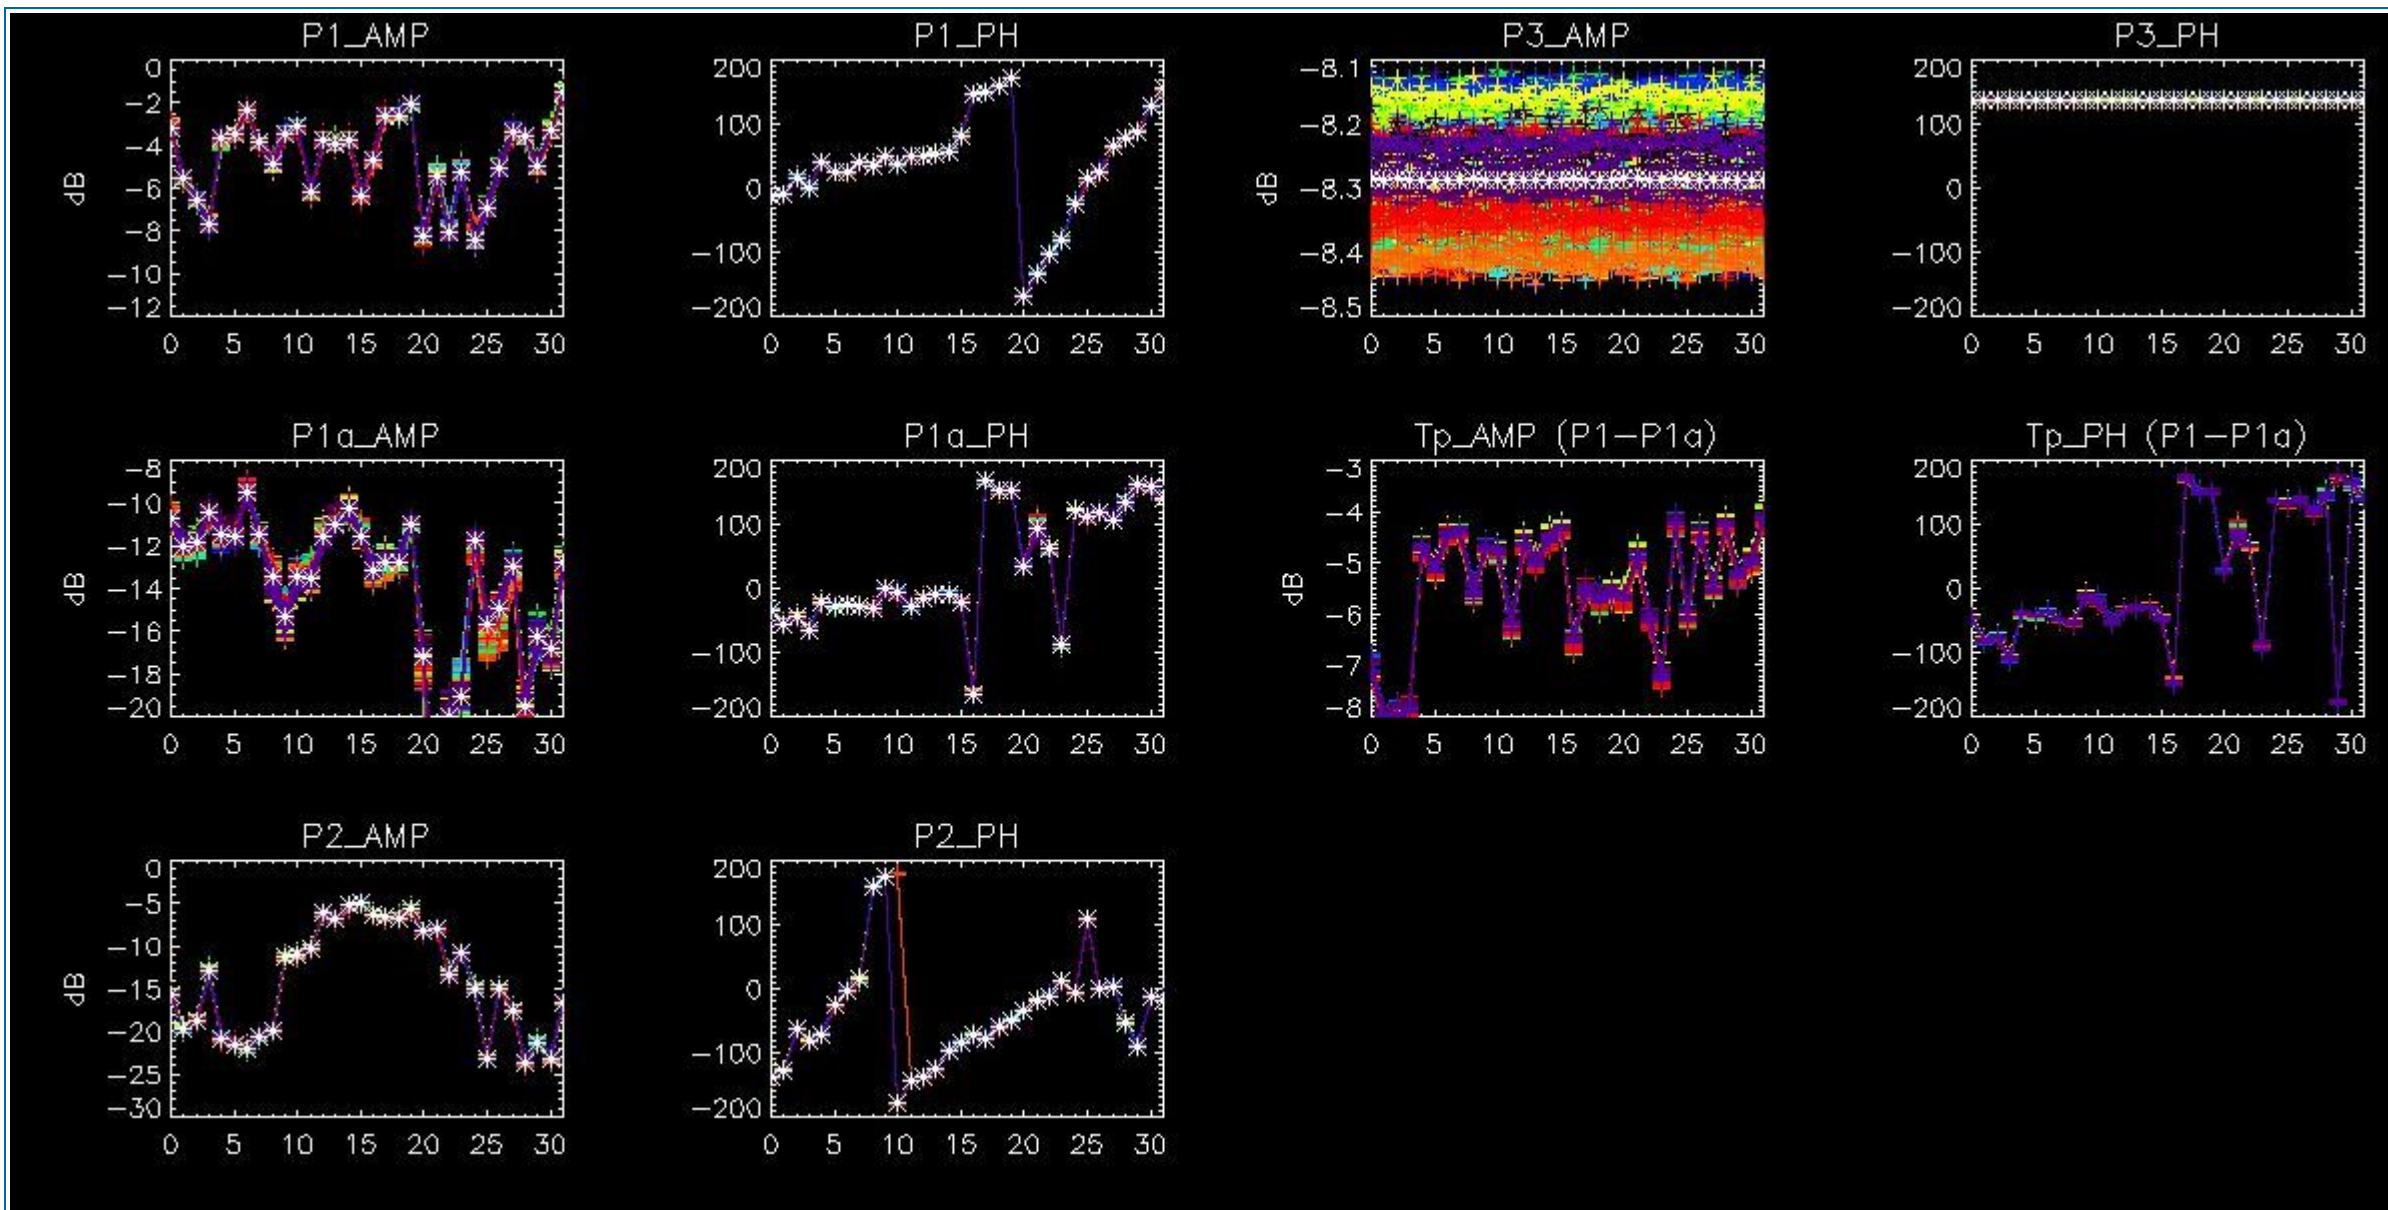 P1_AMP P1_PH P3_AMP P3_PH
0 200 -8.1 200
-2 100 -8.2 100
-4 0 -8.3 0
-6 -100 -8.4 -100
-8 -200 -8.5 -200
-10
-12
dB dB
0 5 10 15 20 25 30 0 5 10 15 20 25 30 0 5 10 15 20 25 30 0 5 10 15 20 25 30
P1a_AMP P1a_PH Tp_AMP (P1-P1a) Tp_PH (P1-P1a)
-8 200 -3 200
-10 100 -4 100
-12 0 -5 0
-14 -100 -6 -100
-16 -200 -7 -200
-18 -8
-20
dB dB
0 5 10 15 20 25 30 0 5 10 15 20 25 30 0 5 10 15 20 25 30 0 5 10 15 20 25 30
P2_AMP P2_PH
0 200
-5 100
-10 0
-15 -100
-20 -200
-25
-30
dB
0 5 10 15 20 25 30 0 5 10 15 20 25 30